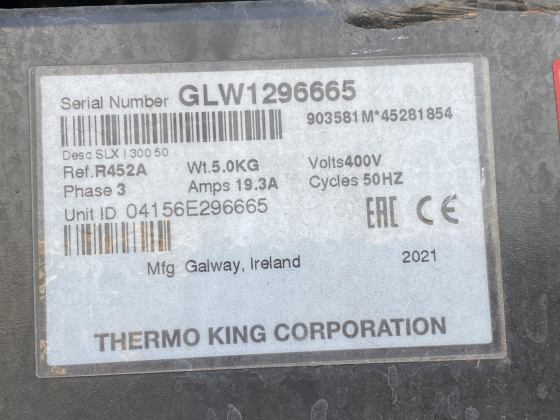 Serial Number GLW1296665
903581M*45281854
Desc.SLX I 300 50
Ref.R452A Wt.5.0KG Volts400V
Phase 3 Amps 19.3A Cycles 50HZ
Unit ID 04156E296665
EAC CE
Mfg Galway, Ireland 2021
THERMO KING CORPORATION